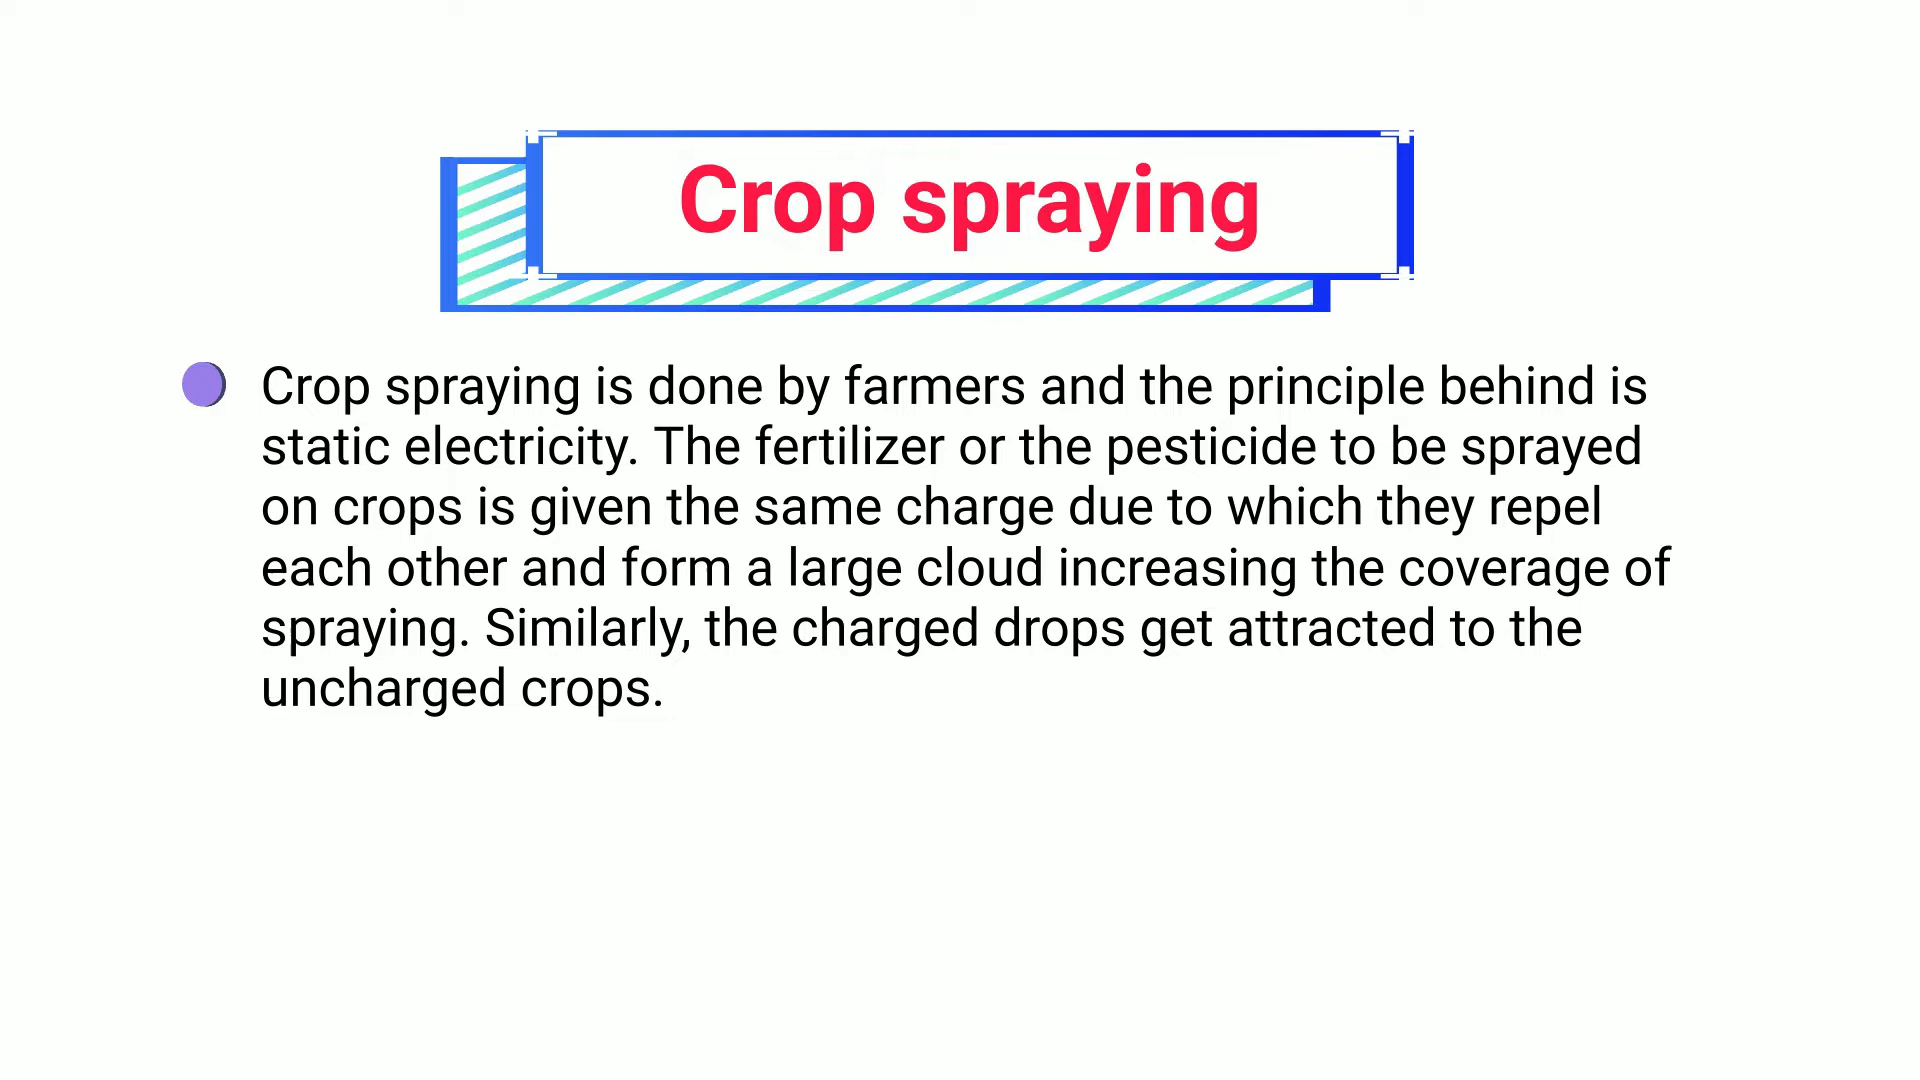 Crop spraying
Crop spraying is done by farmers and the principle behind is
static electricity. The fertilizer or the pesticide to be sprayed
on crops is given the same charge due to which they repel
each other and form a large cloud increasing the coverage of
spraying. Similarly, the charged drops get attracted to the
uncharged crops.